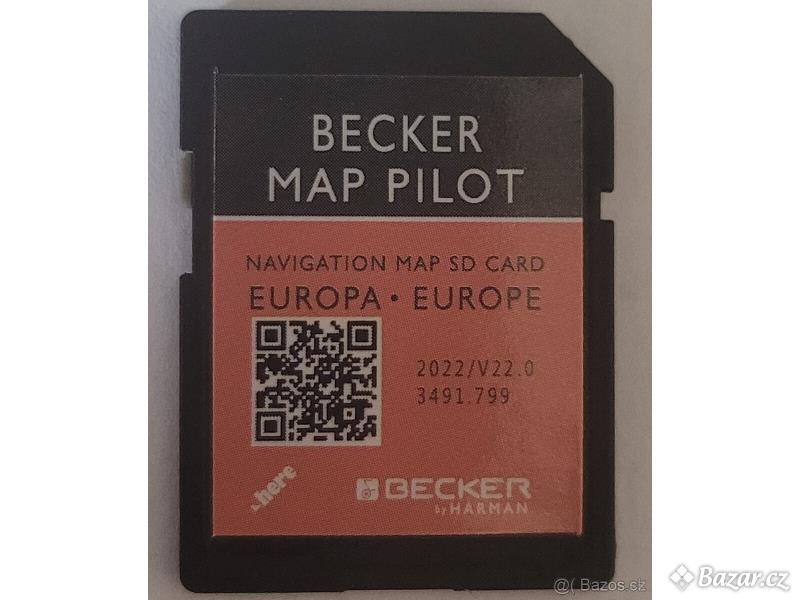 BECKER
MAP PILOT
NAVIGATION MAP SD CARD
EUROPA • EUROPE
2022/V22.0
3491.799
here
BECKER
by HARMAN
@( Bazos.cz
Bazar.cz